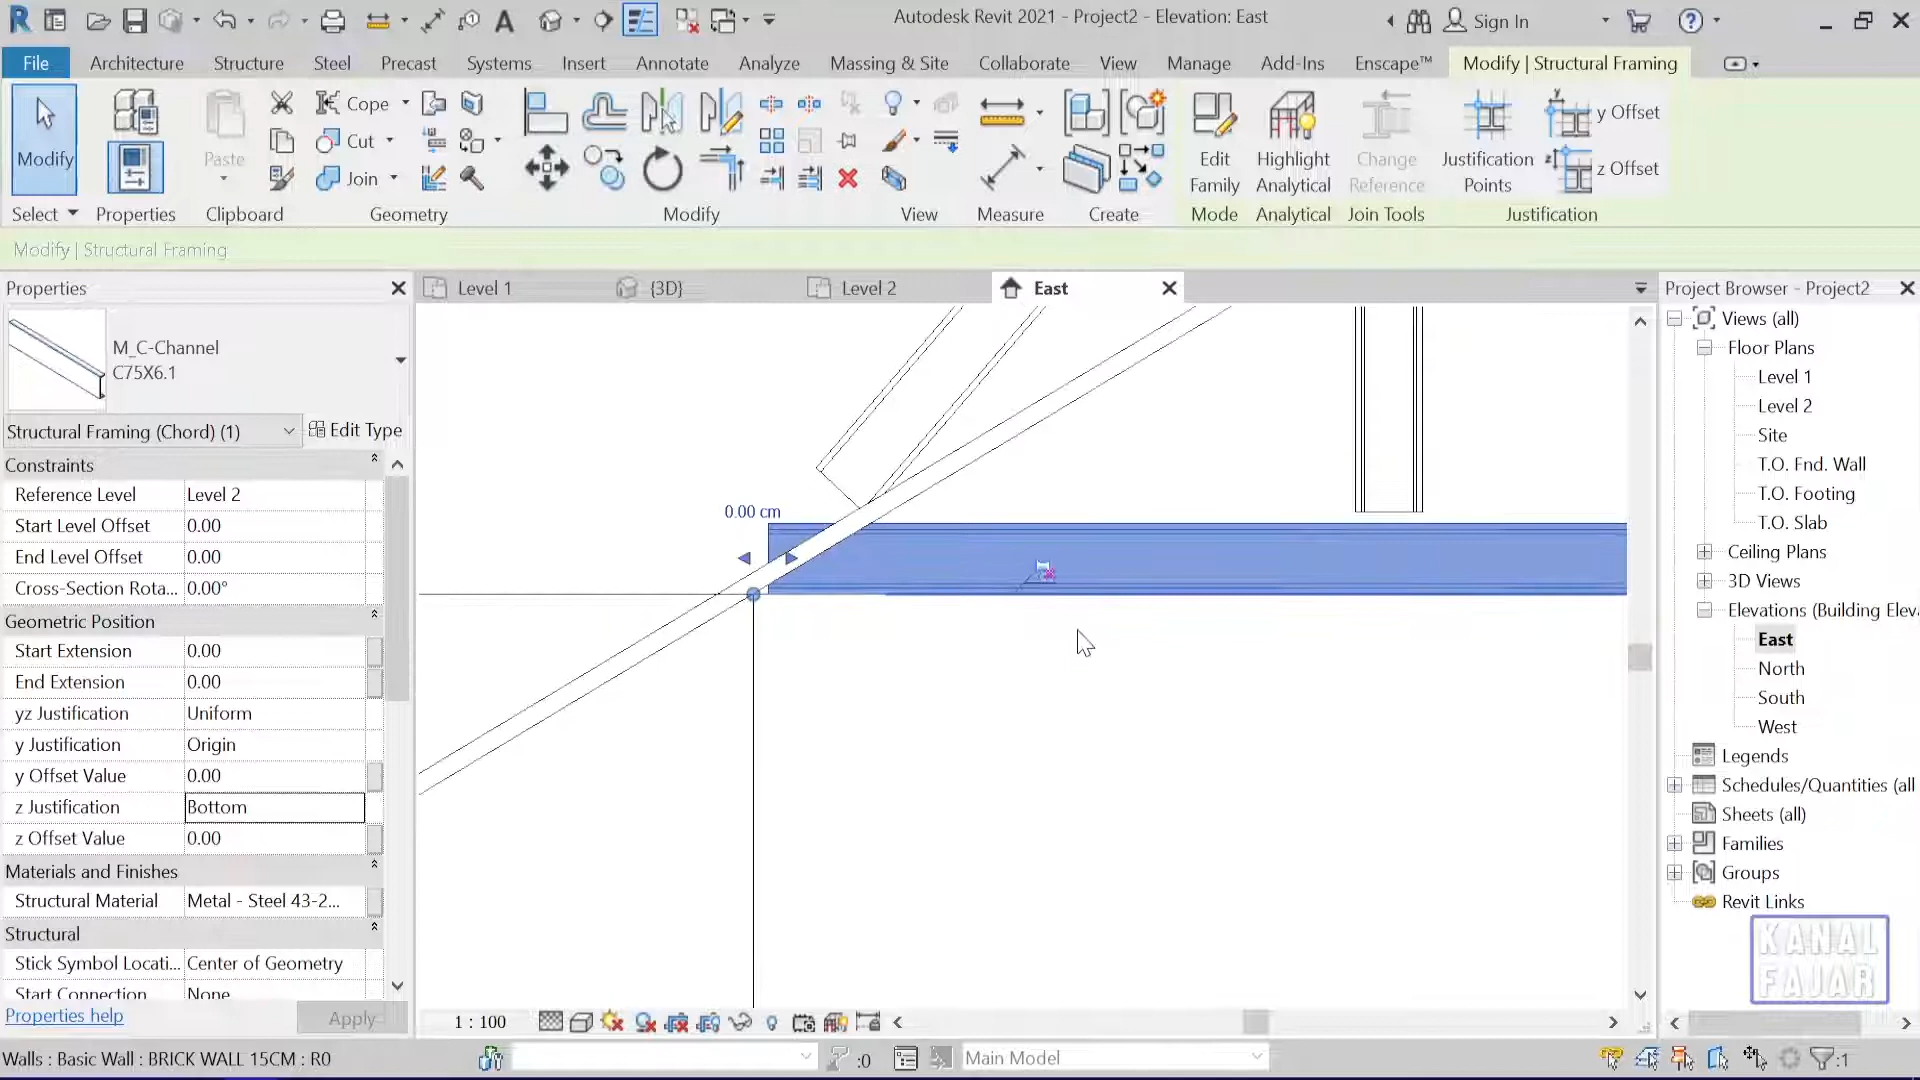 Autodesk Revit 2021 - Project2 - Elevation: East
Sign In
File Architecture Structure Steel Precast Systems Insert Annotate Analyze Massing & Site Collaborate View Manage Add-Ins Enscape™ Modify | Structural Framing
Modify
Paste
Cope
Cut
Join
Edit Family
Highlight Analytical
Change Reference
Justification Points
y Offset
z Offset
Select Properties Clipboard Geometry Modify View Measure Create Mode Analytical Join Tools Justification
Modify | Structural Framing
Properties
Level 1
{3D}
Level 2
East
Project Browser - Project2
M_C-Channel
C75X6.1
Structural Framing (Chord) (1)
Edit Type
Constraints
Reference Level Level 2
Start Level Offset 0.00
End Level Offset 0.00
Cross-Section Rota... 0.00°
Geometric Position
Start Extension 0.00
End Extension 0.00
yz Justification Uniform
y Justification Origin
y Offset Value 0.00
z Justification Bottom
z Offset Value 0.00
Materials and Finishes
Structural Material Metal - Steel 43-2...
Structural
Stick Symbol Locati... Center of Geometry
Start Connection None
Properties help
Apply
0.00 cm
Views (all)
Floor Plans
Level 1
Level 2
Site
T.O. Fnd. Wall
T.O. Footing
T.O. Slab
Ceiling Plans
3D Views
Elevations (Building Elev
East
North
South
West
Legends
Schedules/Quantities (all
Sheets (all)
Families
Groups
Revit Links
KANAL
FAJAR
1 : 100
Walls : Basic Wall : BRICK WALL 15CM : R0
:0
Main Model
:1